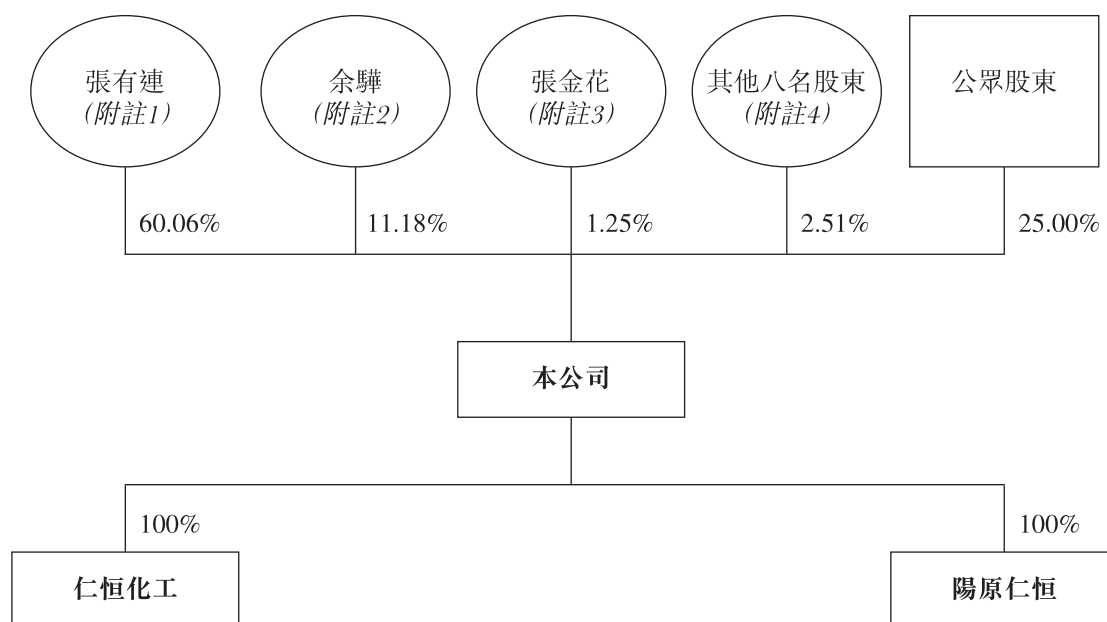 張有連
(附註1)
余驊
(附註2)
張金花
(附註3)
其他八名股東
(附註4)
公眾股東
60.06%
11.18%
1.25%
2.51%
25.00%
本公司
100%
100%
仁恒化工
陽原仁恒